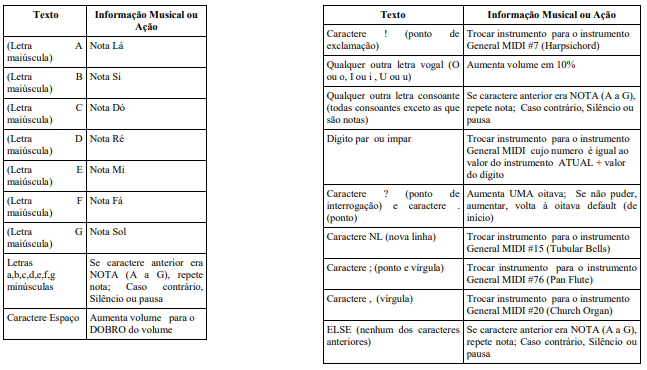 Texto Informação Musical ou
Ação
(Letra A
maiúscula) Nota Lá
(Letra B
maiúscula) Nota Si
(Letra C
maiúscula) Nota Dó
(Letra D
maiúscula) Nota Ré
(Letra E
maiúscula) Nota Mi
(Letra F
maiúscula) Nota Fá
(Letra G
maiúscula) Nota Sol
Letras
a,b,c,d,e,f,g
minúsculas
Se caractere anterior era
NOTA (A a G), repete
nota; Caso contrário,
Silêncio ou pausa
Caractere Espaço
Aumenta volume para o
DOBRO do volume
Texto Informação Musical ou Ação
Caractere ! (ponto de
exclamação)
Trocar instrumento para o instrumento
General MIDI #7 (Harpsichord)
Qualquer outra letra vogal (O
ou o, I ou i , U ou u)
Aumenta volume em 10%
Qualquer outra letra consoante
(todas consoantes exceto as que
são notas)
Se caractere anterior era NOTA (A a G),
repete nota; Caso contrário, Silêncio ou
pausa
Dígito par ou impar
Trocar instrumento para o instrumento
General MIDI cujo numero é igual ao
valor do instrumento ATUAL + valor
do dígito
Caractere ? (ponto de
interrogação) e caractere .
(ponto)
Aumenta UMA oitava; Se não puder,
aumentar, volta à oitava default (de
início)
Caractere NL (nova linha)
Trocar instrumento para o instrumento
General MIDI #15 (Tubular Bells)
Caractere ; (ponto e vírgula)
Trocar instrumento para o instrumento
General MIDI #76 (Pan Flute)
Caractere , (vírgula)
Trocar instrumento para o instrumento
General MIDI #20 (Church Organ)
ELSE (nenhum dos caracteres
anteriores)
Se caractere anterior era NOTA (A a G),
repete nota; Caso contrário, Silêncio ou
pausa